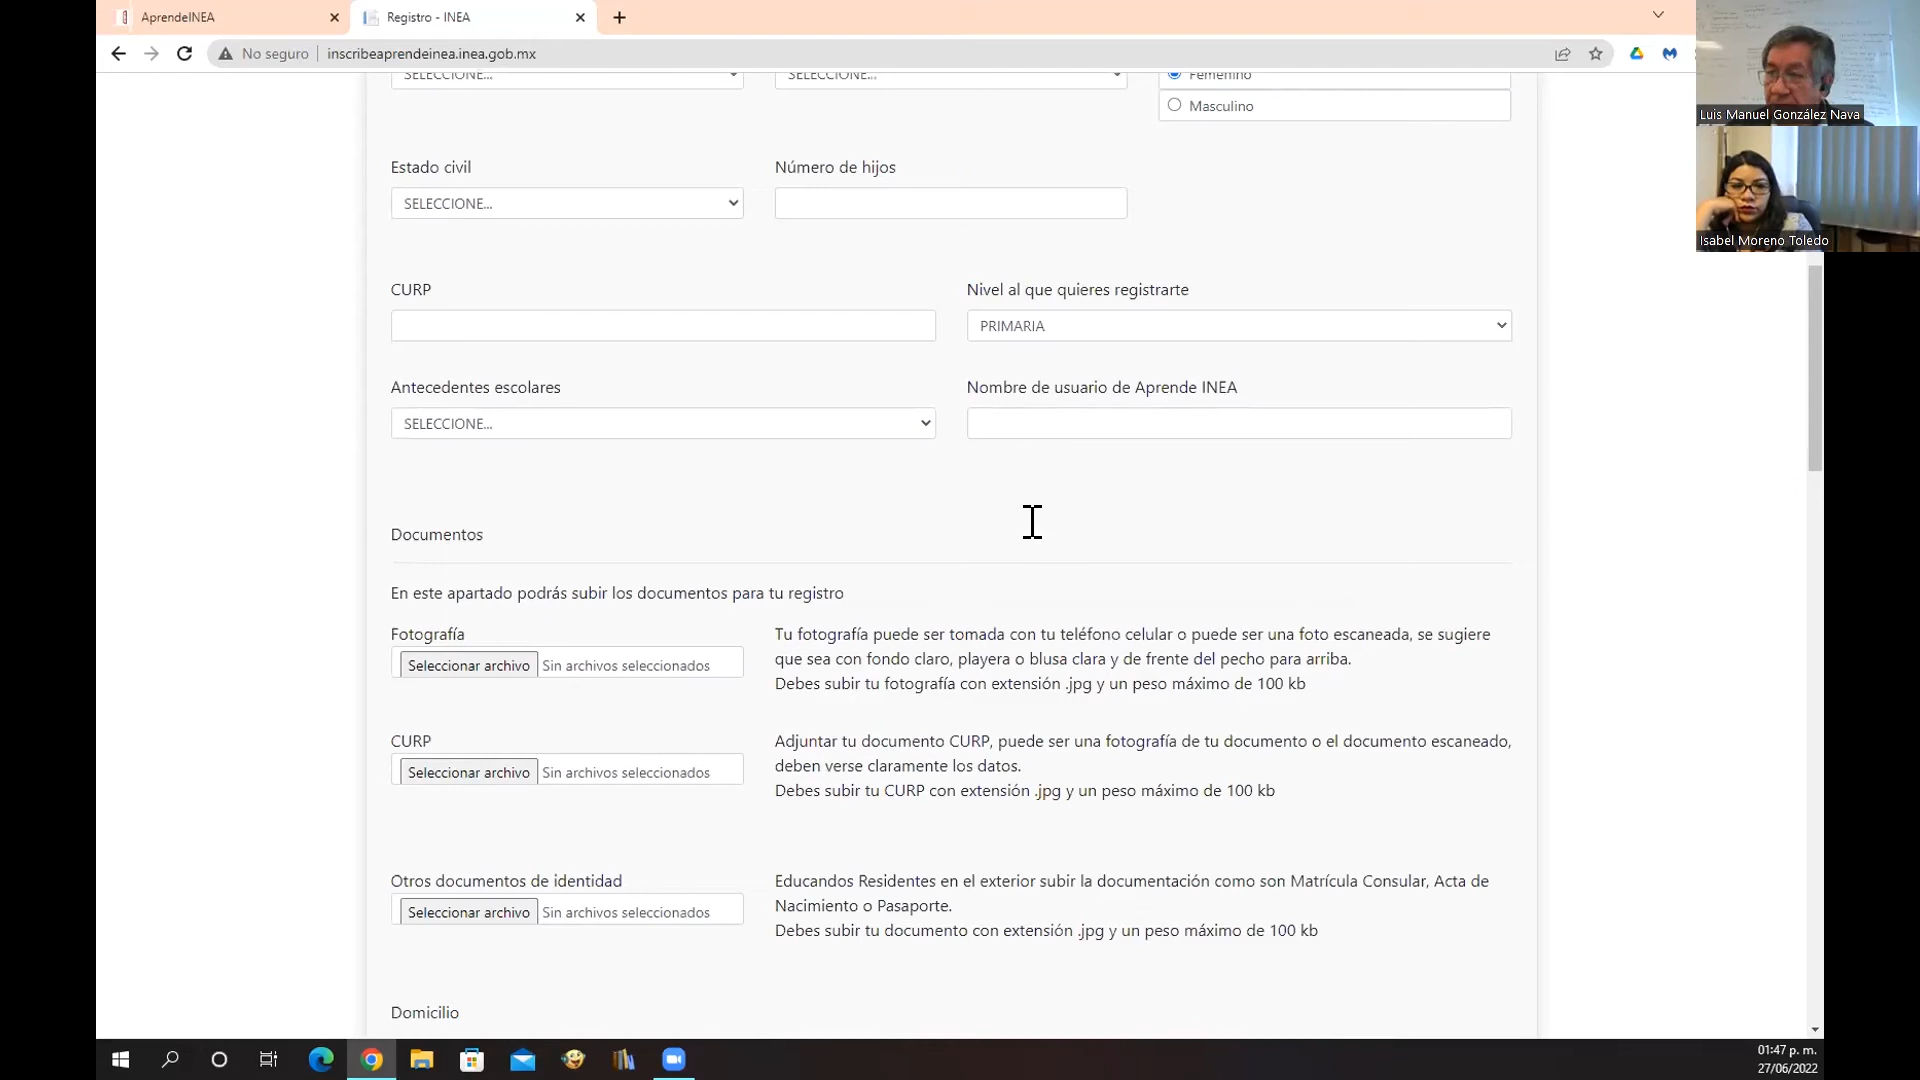 AprendeINEA
Registro - INEA
No seguro
inscribeaprendeinea.inea.gob.mx
SELECCIONE...
SELECCIONE...
Femenino
Masculino
Luis Manuel González Nava
Isabel Moreno Toledo
Estado civil
Número de hijos
SELECCIONE...
CURP
Nivel al que quieres registrarte
PRIMARIA
Antecedentes escolares
Nombre de usuario de Aprende INEA
SELECCIONE...
Documentos
En este apartado podrás subir los documentos para tu registro
Fotografía
Seleccionar archivo Sin archivos seleccionados
Tu fotografía puede ser tomada con tu teléfono celular o puede ser una foto escaneada, se sugiere
que sea con fondo claro, playera o blusa clara y de frente del pecho para arriba.
Debes subir tu fotografía con extensión .jpg y un peso máximo de 100 kb
CURP
Seleccionar archivo Sin archivos seleccionados
Adjuntar tu documento CURP, puede ser una fotografía de tu documento o el documento escaneado,
deben verse claramente los datos.
Debes subir tu CURP con extensión .jpg y un peso máximo de 100 kb
Otros documentos de identidad
Seleccionar archivo Sin archivos seleccionados
Educandos Residentes en el exterior subir la documentación como son Matrícula Consular, Acta de
Nacimiento o Pasaporte.
Debes subir tu documento con extensión .jpg y un peso máximo de 100 kb
Domicilio
01:47 p. m.
27/06/2022